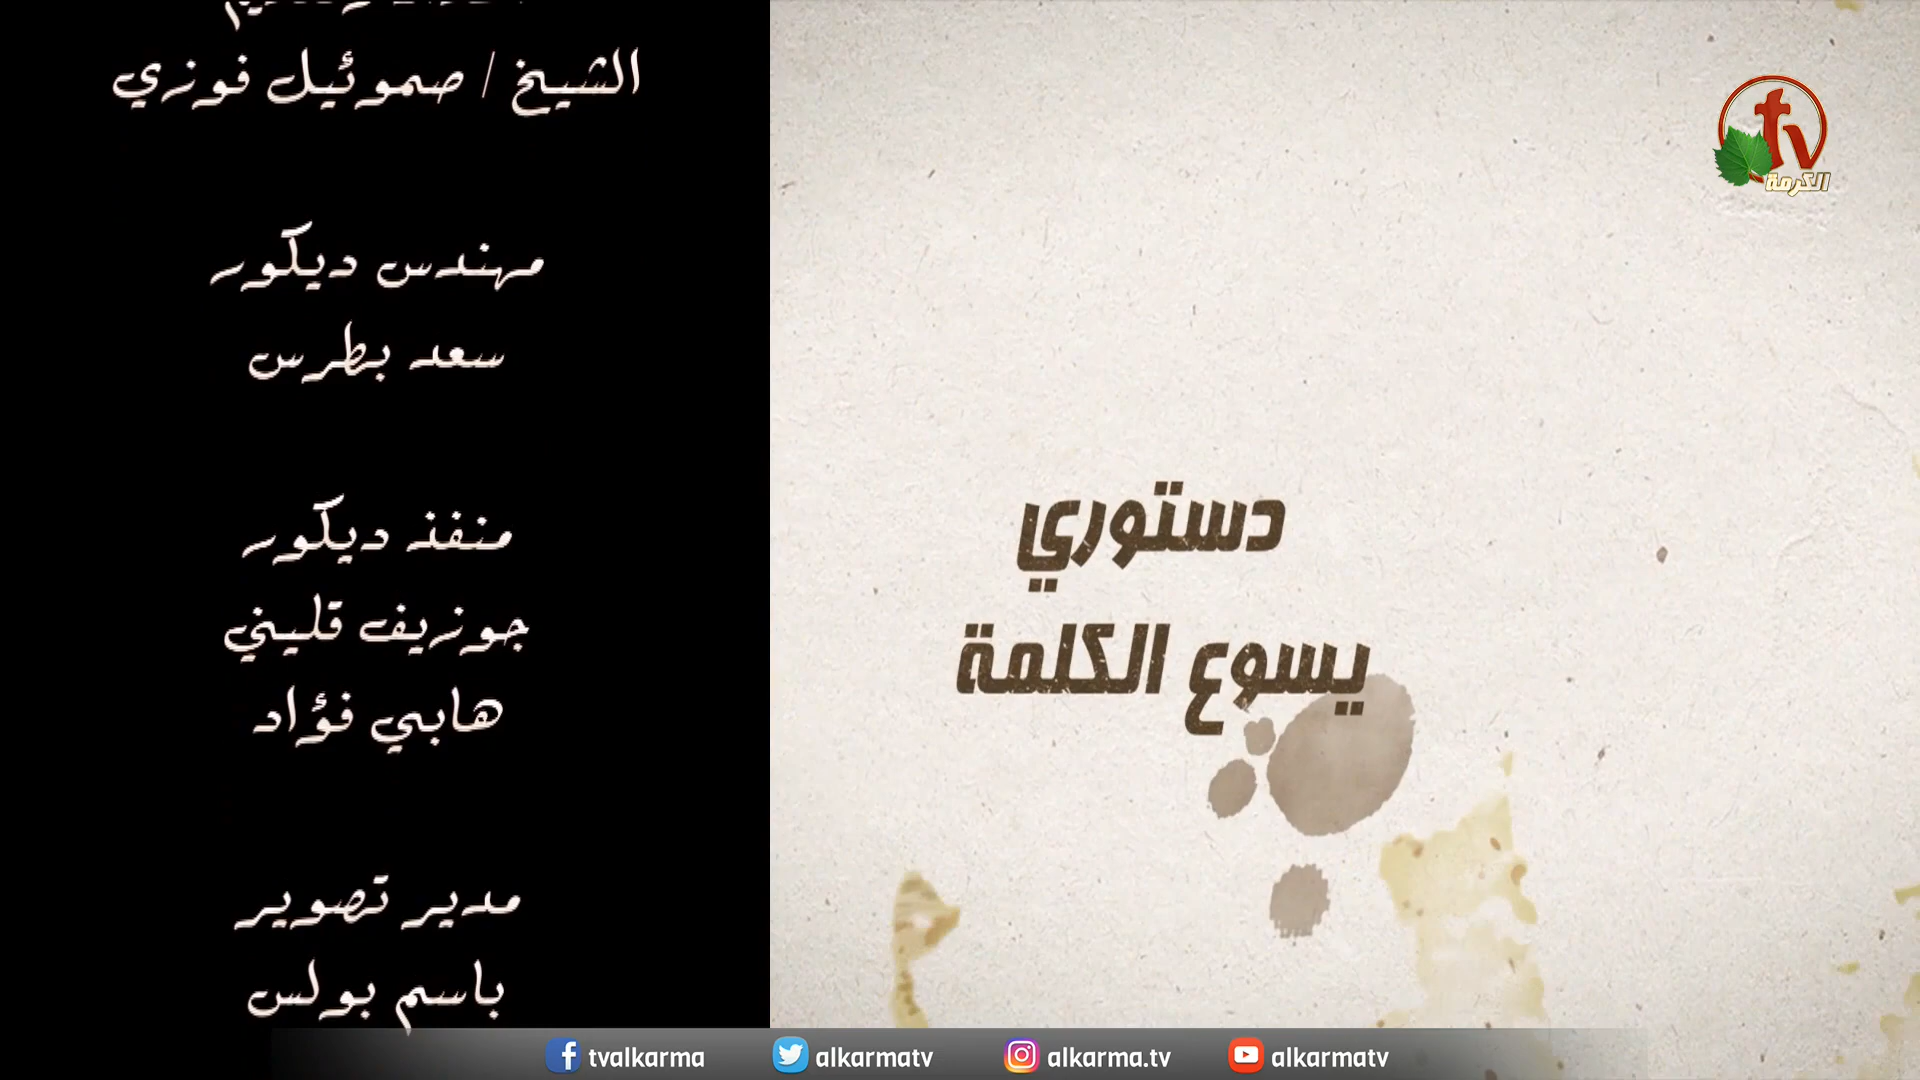 الشيخ / صموئيل فوزي
مهندس ديكور
سعد بطرس
منفذ ديكور
جوزيف قليني
هابي فؤاد
مدير تصوير
باسم بولس
دستوري
يسوع الكلمة
tv
الكرمة
tvalkarma
alkarmatv
alkarma.tv
alkarmatv